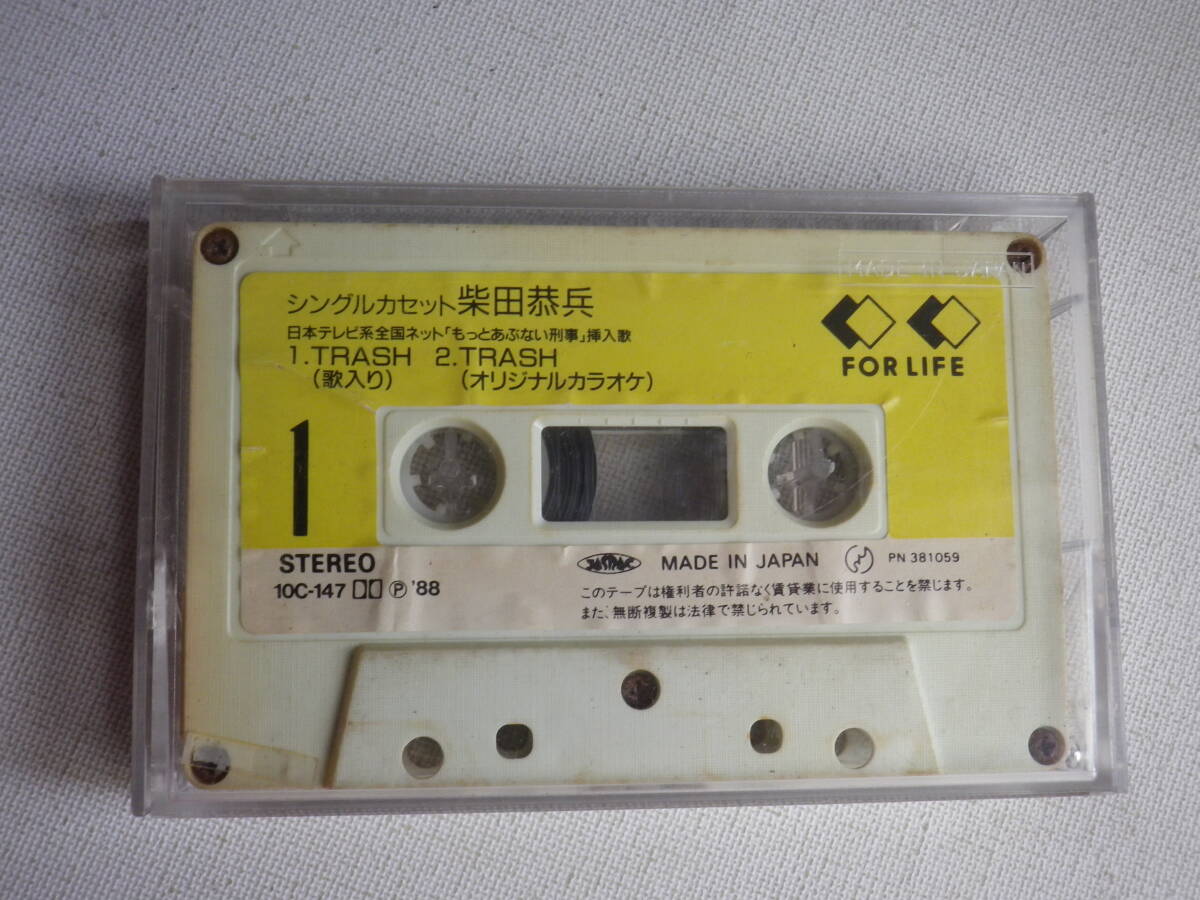 MADE IN JAPAN
シングルカセット柴田恭兵
日本テレビ系全国ネット「もっとあぶない刑事」挿入歌
1.TRASH 2.TRASH
(歌入り) (オリジナルカラオケ)
FOR LIFE
1
STEREO
10C-147 Ⓟ '88
JASRAC MADE IN JAPAN PN 381059
このテープは権利者の許諾なく賃貸業に使用することを禁じます。
また、無断複製は法律で禁じられています。